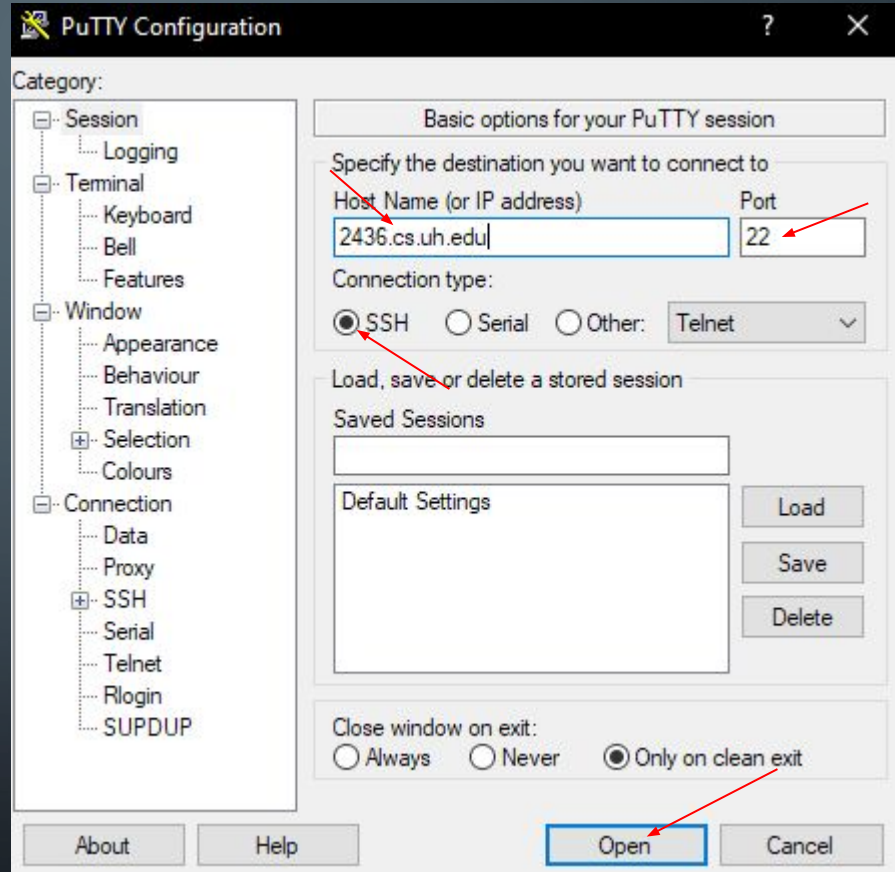 PuTTY Configuration
?
Category:
Session
Logging
Terminal
Keyboard
Bell
Features
Window
Appearance
Behaviour
Translation
Selection
Colours
Connection
Data
Proxy
SSH
Serial
Telnet
Rlogin
SUPDUP
Basic options for your PuTTY session
Specify the destination you want to connect to
Host Name (or IP address) Port
2436.cs.uh.edu 22
Connection type:
SSH Serial Other: Telnet
Load, save or delete a stored session
Saved Sessions
Default Settings
Load
Save
Delete
Close window on exit:
Always Never Only on clean exit
About Help Open Cancel